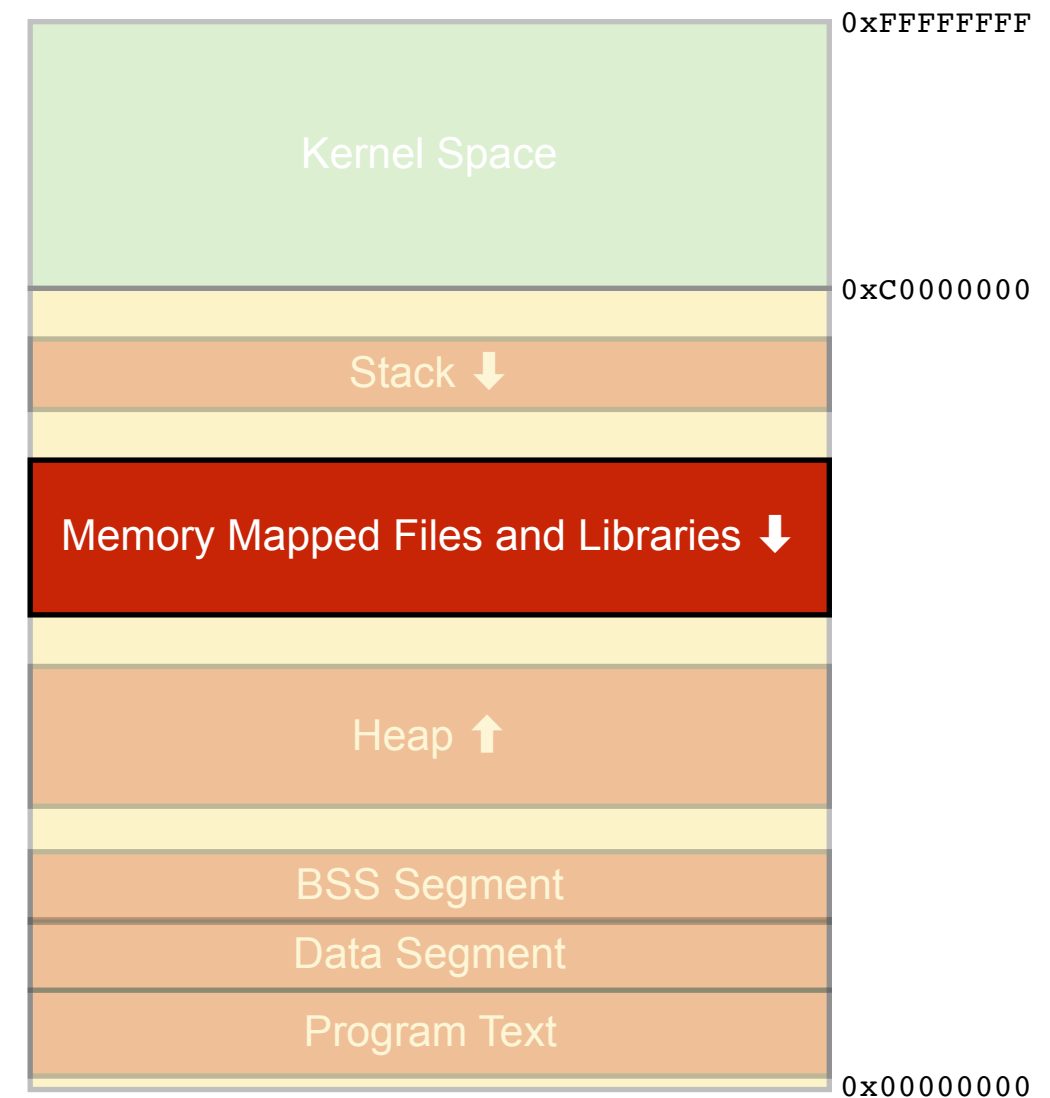 0xFFFFFFFF
Kernel Space
0xC0000000
Stack ⬇
Memory Mapped Files and Libraries ⬇
Heap ⬆
BSS Segment
Data Segment
Program Text
0x00000000